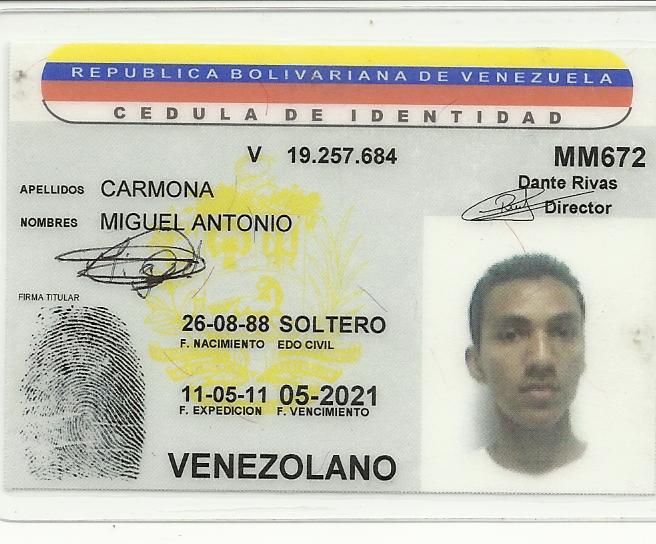 REPUBLICA BOLIVARIANA DE VENEZUELA
CEDULA DE IDENTIDAD
V 19.257.684 MM672
Dante Rivas
Director
APELLIDOS CARMONA
NOMBRES MIGUEL ANTONIO
FIRMA TITULAR
26-08-88 SOLTERO
F. NACIMIENTO EDO CIVIL
11-05-11 05-2021
F. EXPEDICION F. VENCIMIENTO
VENEZOLANO